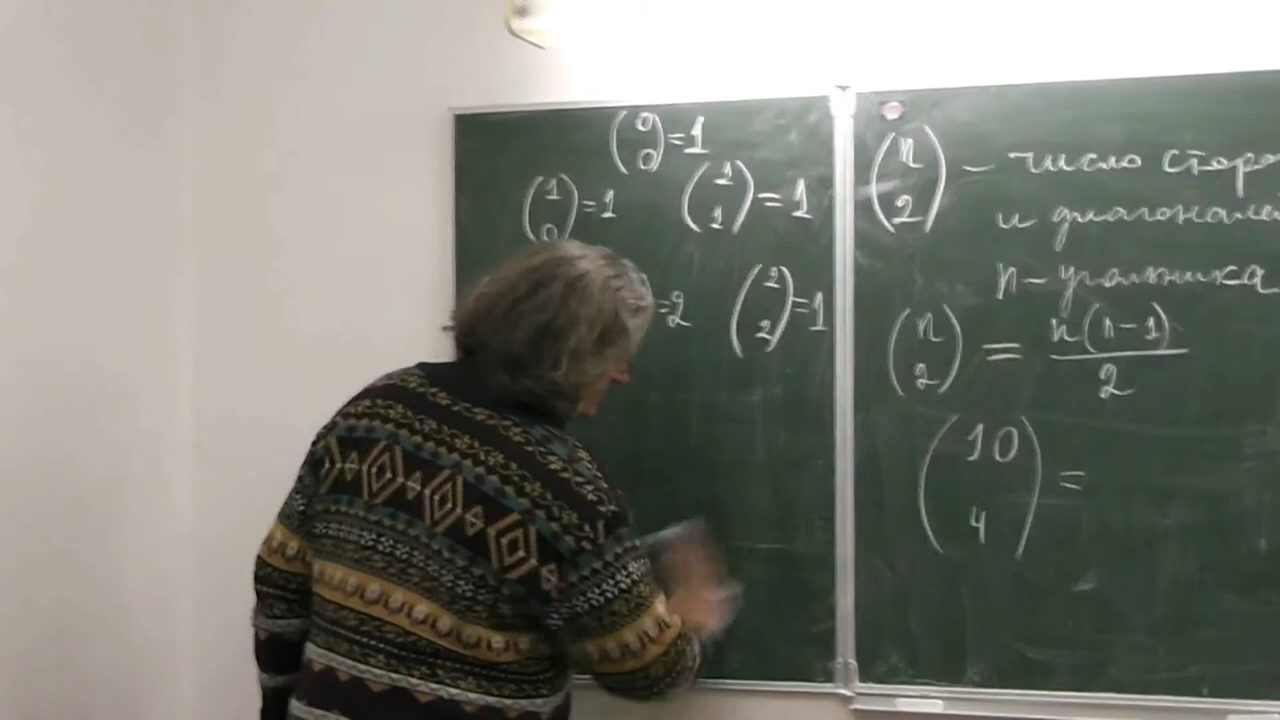 (0 0) = 1
(1 0) = 1 (1 1) = 1
= 2 (2 2) = 1
(n 2) – число стор
и диагонале
n – угольника
(n 2) = n(n-1) / 2
(10 4) =